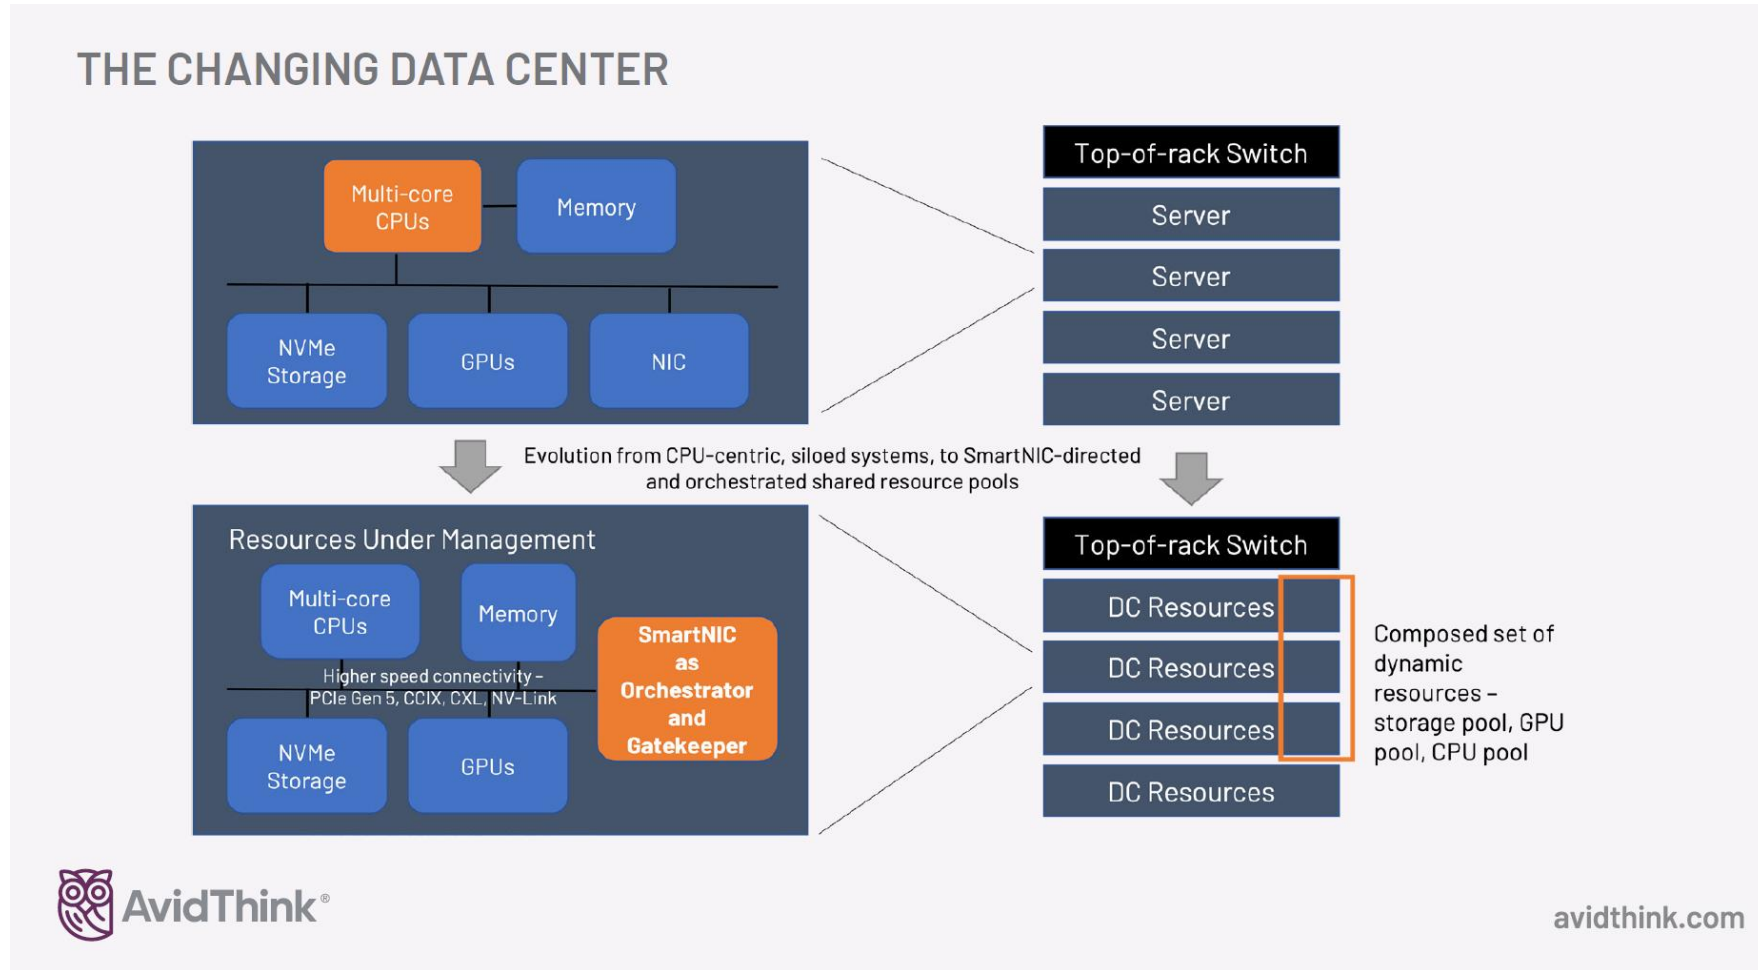 THE CHANGING DATA CENTER
Multi-core
CPUs
Memory
NVMe
Storage
GPUs
NIC
Top-of-rack Switch
Server
Server
Server
Server
Evolution from CPU-centric, siloed systems, to SmartNIC-directed
and orchestrated shared resource pools
Resources Under Management
Multi-core
CPUs
Memory
Higher speed connectivity –
PCIe Gen 5, CCIX, CXL, NV-Link
SmartNIC
as
Orchestrator
and
Gatekeeper
NVMe
Storage
GPUs
Top-of-rack Switch
DC Resources
DC Resources
DC Resources
DC Resources
Composed set of
dynamic
resources –
storage pool, GPU
pool, CPU pool
AvidThink®
avidthink.com